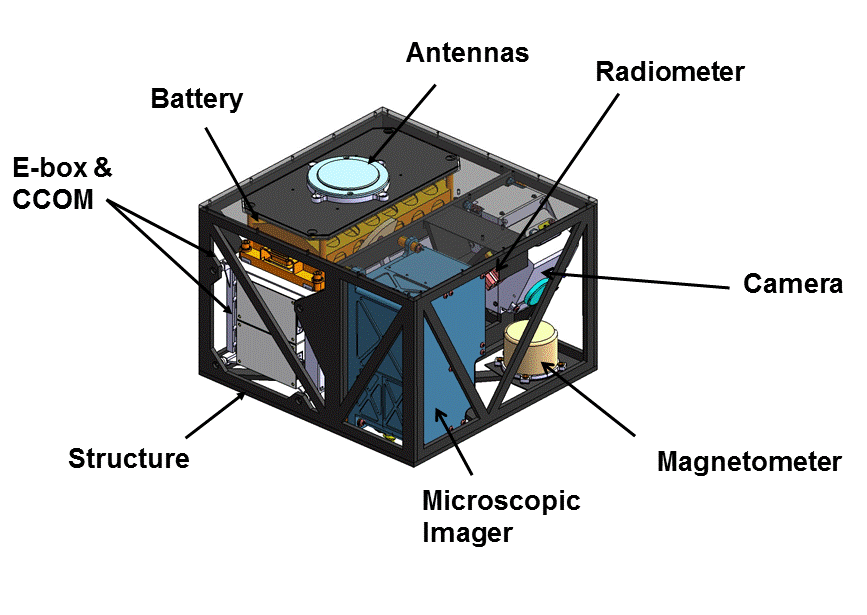 Antennas
Radiometer
Battery
E-box &
CCOM
Camera
Structure
Magnetometer
Microscopic
Imager